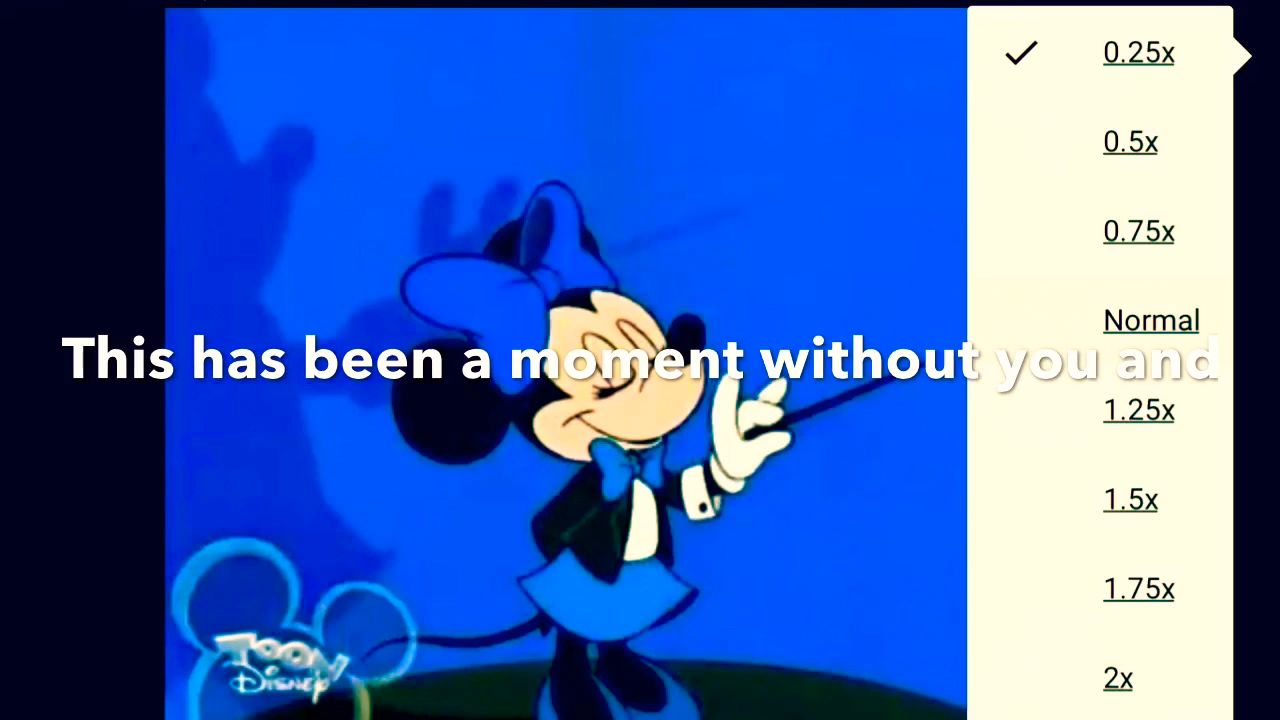 0.25x
0.5x
0.75x
Normal
This has been a moment without you and
1.25x
1.5x
1.75x
2x
TOON
DISNEY